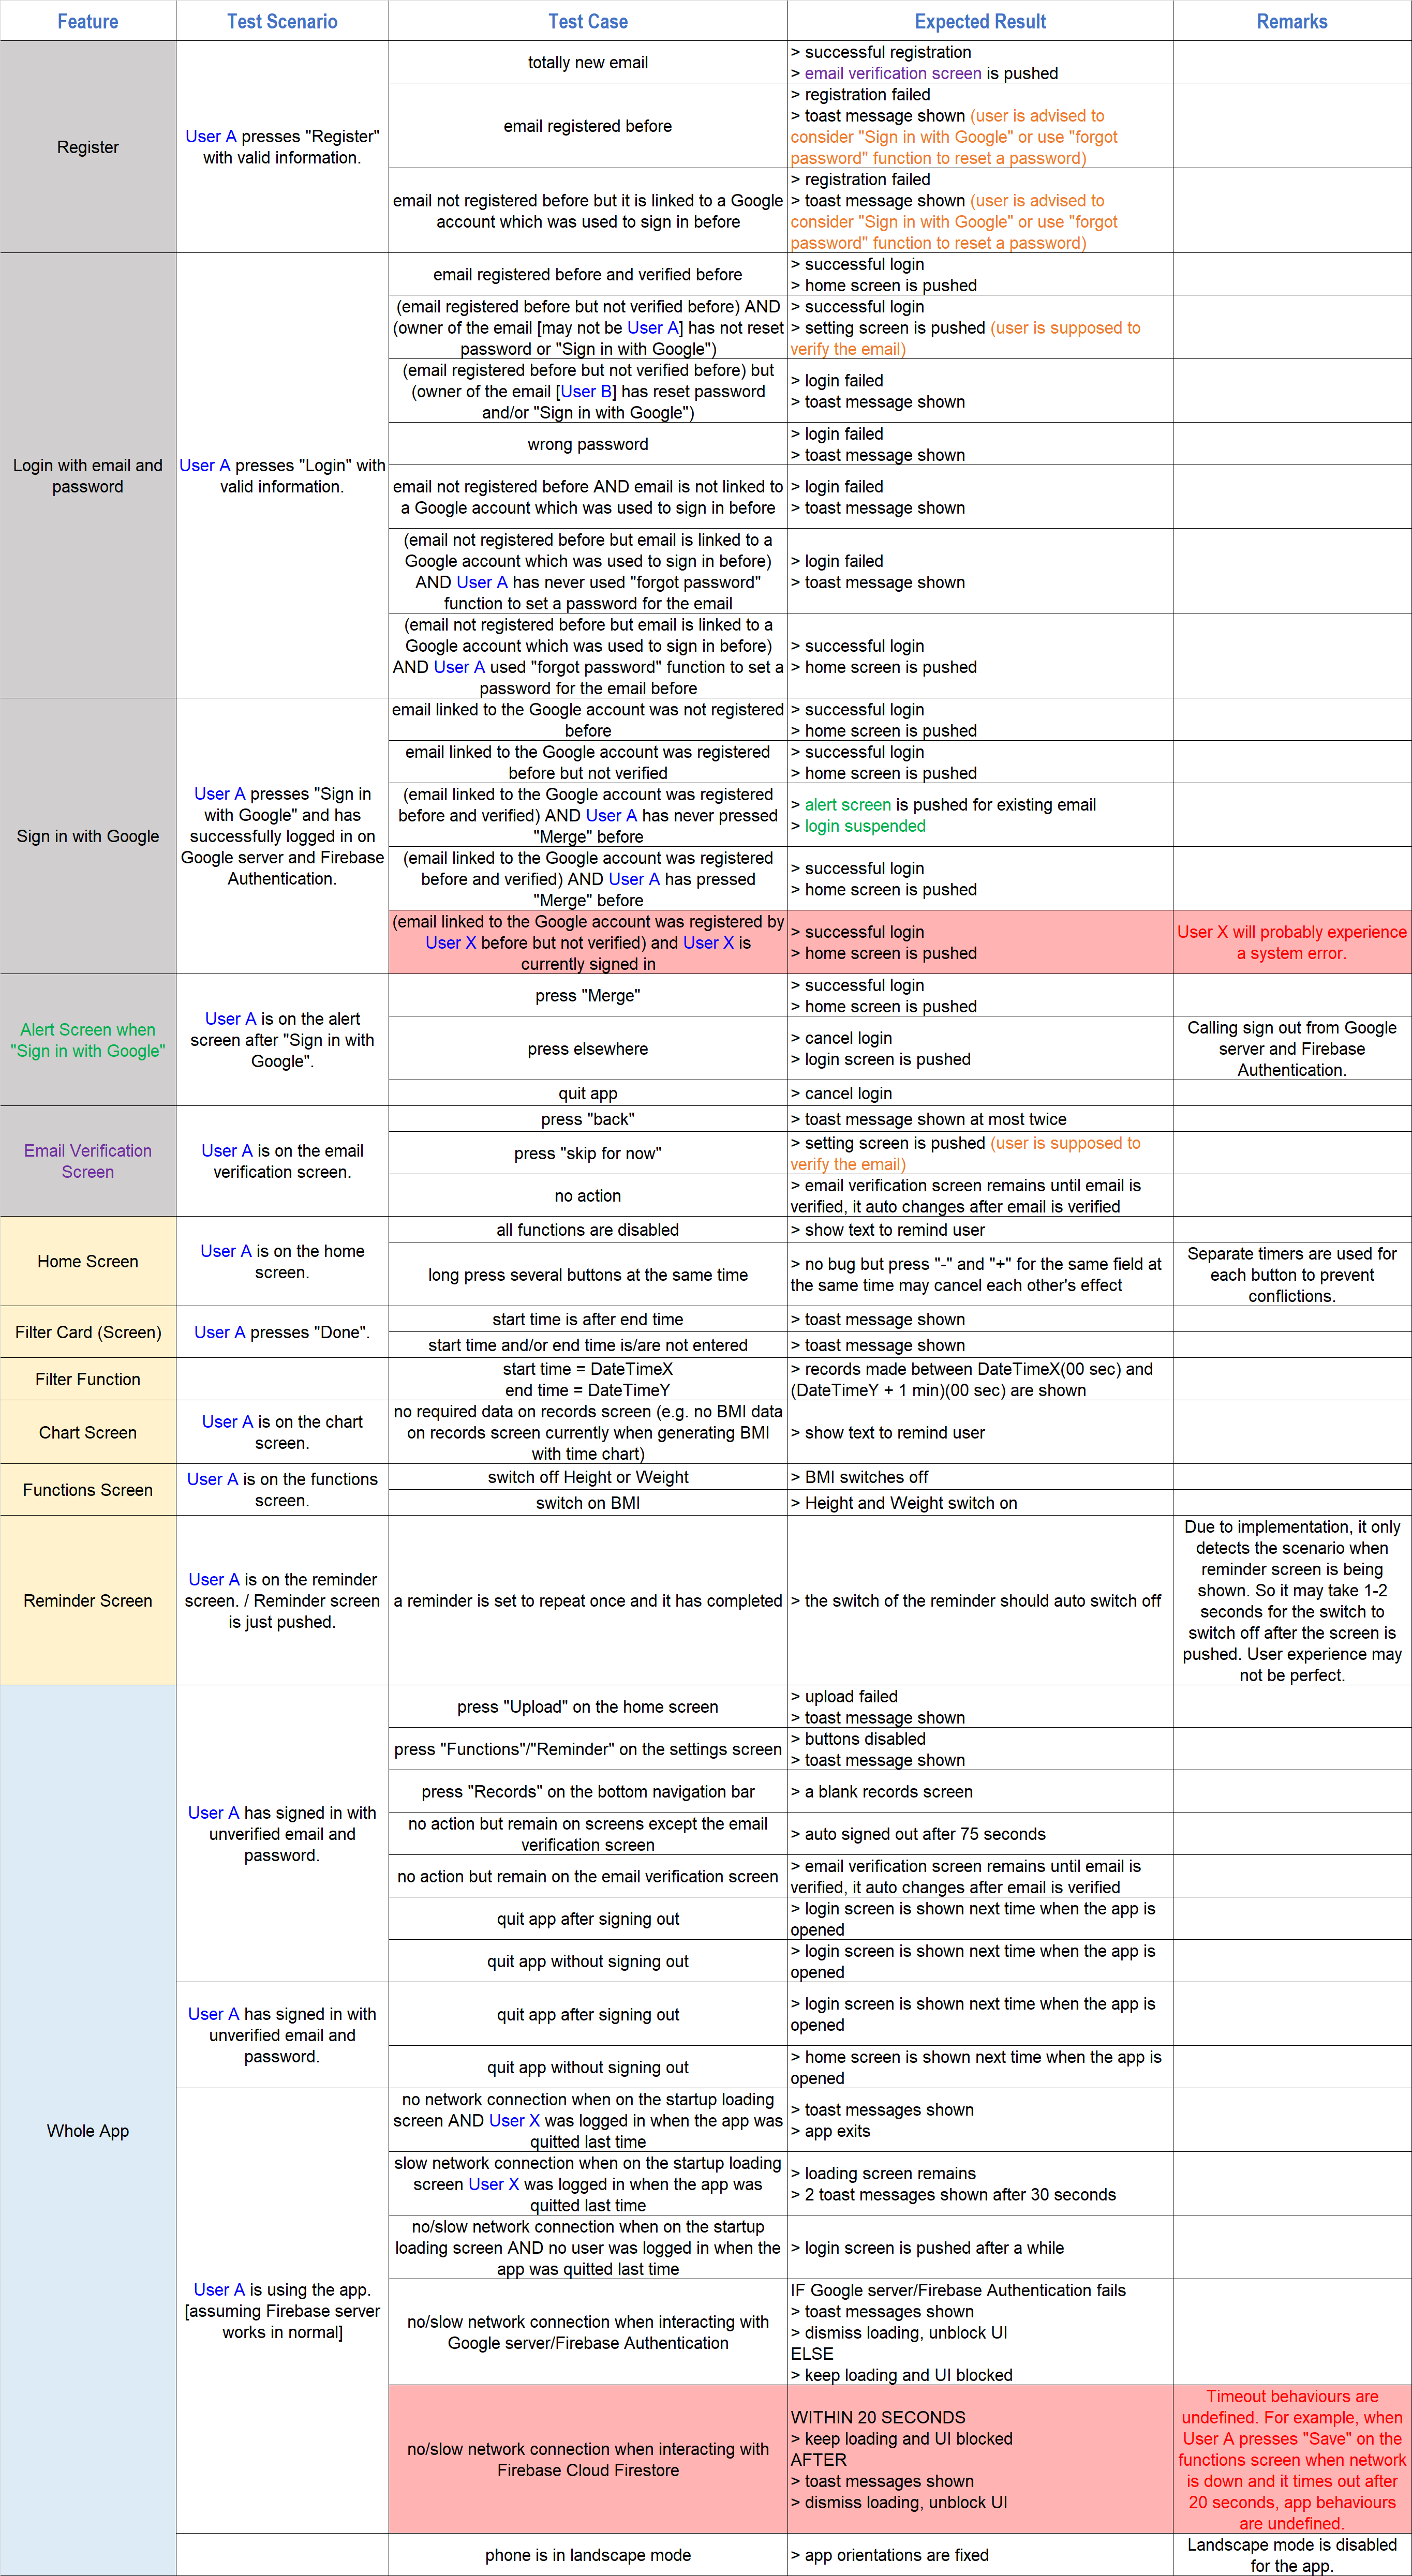 Feature
Test Scenario
Test Case
Expected Result
Remarks
Register
User A presses "Register"
with valid information.
totally new email
> successful registration
> email verification screen is pushed
email registered before
> registration failed
> toast message shown (user is advised to
consider "Sign in with Google" or use "forgot
password" function to reset a password)
email not registered before but it is linked to a Google
account which was used to sign in before
> registration failed
> toast message shown (user is advised to
consider "Sign in with Google" or use "forgot
password" function to reset a password)
Login with email and
password
User A presses "Login" with
valid information.
email registered before and verified before
> successful login
> home screen is pushed
(email registered before but not verified before) AND
(owner of the email [may not be User A] has not reset
password or "Sign in with Google")
> successful login
> setting screen is pushed (user is supposed to
verify the email)
(email registered before but not verified before) but
(owner of the email [User B] has reset password
and/or "Sign in with Google")
> login failed
> toast message shown
wrong password
> login failed
> toast message shown
email not registered before AND email is not linked to
a Google account which was used to sign in before
> login failed
> toast message shown
(email not registered before but email is linked to a
Google account which was used to sign in before)
AND User A has never used "forgot password"
function to set a password for the email
> login failed
> toast message shown
(email not registered before but email is linked to a
Google account which was used to sign in before)
AND User A used "forgot password" function to set a
password for the email before
> successful login
> home screen is pushed
Sign in with Google
User A presses "Sign in
with Google" and has
successfully logged in on
Google server and Firebase
Authentication.
email linked to the Google account was not registered
before
> successful login
> home screen is pushed
email linked to the Google account was registered
before but not verified
> successful login
> home screen is pushed
(email linked to the Google account was registered
before and verified) AND User A has never pressed
"Merge" before
> alert screen is pushed for existing email
> login suspended
(email linked to the Google account was registered
before and verified) AND User A has pressed
"Merge" before
> successful login
> home screen is pushed
(email linked to the Google account was registered by
User X before but not verified) and User X is
currently signed in
> successful login
> home screen is pushed
User X will probably experience
a system error.
Alert Screen when
"Sign in with Google"
User A is on the alert
screen after "Sign in with
Google".
press "Merge"
> successful login
> home screen is pushed
press elsewhere
> cancel login
> login screen is pushed
Calling sign out from Google
server and Firebase
Authentication.
quit app
> cancel login
Email Verification
Screen
User A is on the email
verification screen.
press "back"
> toast message shown at most twice
press "skip for now"
> setting screen is pushed (user is supposed to
verify the email)
no action
> email verification screen remains until email is
verified, it auto changes after email is verified
Home Screen
User A is on the home
screen.
all functions are disabled
> show text to remind user
long press several buttons at the same time
> no bug but press "-" and "+" for the same field at
the same time may cancel each other's effect
Separate timers are used for
each button to prevent
conflictions.
Filter Card (Screen)
User A presses "Done".
start time is after end time
> toast message shown
start time and/or end time is/are not entered
> toast message shown
Filter Function
start time = DateTimeX
end time = DateTimeY
> records made between DateTimeX(00 sec) and
(DateTimeY + 1 min)(00 sec) are shown
Chart Screen
User A is on the chart
screen.
no required data on records screen (e.g. no BMI data
on records screen currently when generating BMI
with time chart)
> show text to remind user
Functions Screen
User A is on the functions
screen.
switch off Height or Weight
> BMI switches off
switch on BMI
> Height and Weight switch on
Reminder Screen
User A is on the reminder
screen. / Reminder screen
is just pushed.
a reminder is set to repeat once and it has completed
> the switch of the reminder should auto switch off
Due to implementation, it only
detects the scenario when
reminder screen is being
shown. So it may take 1-2
seconds for the switch to
switch off after the screen is
pushed. User experience may
not be perfect.
Whole App
User A has signed in with
unverified email and
password.
press "Upload" on the home screen
> upload failed
> toast message shown
press "Functions"/"Reminder" on the settings screen
> buttons disabled
> toast message shown
press "Records" on the bottom navigation bar
> a blank records screen
no action but remain on screens except the email
verification screen
> auto signed out after 75 seconds
no action but remain on the email verification screen
> email verification screen remains until email is
verified, it auto changes after email is verified
quit app after signing out
> login screen is shown next time when the app is
opened
quit app without signing out
> login screen is shown next time when the app is
opened
User A has signed in with
unverified email and
password.
quit app after signing out
> login screen is shown next time when the app is
opened
quit app without signing out
> home screen is shown next time when the app is
opened
User A is using the app.
[assuming Firebase server
works in normal]
no network connection when on the startup loading
screen AND User X was logged in when the app was
quitted last time
> toast messages shown
> app exits
slow network connection when on the startup loading
screen User X was logged in when the app was
quitted last time
> loading screen remains
> 2 toast messages shown after 30 seconds
no/slow network connection when on the startup
loading screen AND no user was logged in when the
app was quitted last time
> login screen is pushed after a while
no/slow network connection when interacting with
Google server/Firebase Authentication
IF Google server/Firebase Authentication fails
> toast messages shown
> dismiss loading, unblock UI
ELSE
> keep loading and UI blocked
no/slow network connection when interacting with
Firebase Cloud Firestore
WITHIN 20 SECONDS
> keep loading and UI blocked
AFTER
> toast messages shown
> dismiss loading, unblock UI
Timeout behaviours are
undefined. For example, when
User A presses "Save" on the
functions screen when network
is down and it times out after
20 seconds, app behaviours
are undefined.
phone is in landscape mode
> app orientations are fixed
Landscape mode is disabled
for the app.